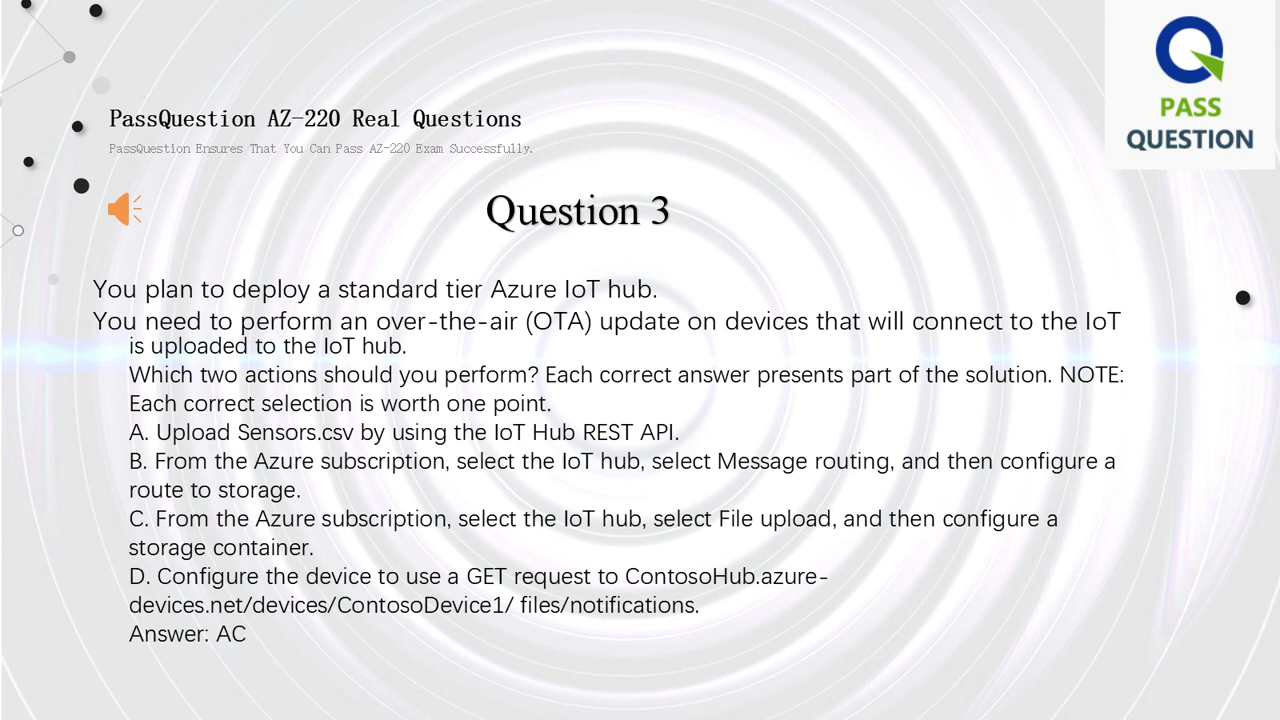 PassQuestion AZ-220 Real Questions
PassQuestion Ensures That You Can Pass AZ-220 Exam Successfully.
PASS
QUESTION
Question 3
You plan to deploy a standard tier Azure IoT hub.
You need to perform an over-the-air (OTA) update on devices that will connect to the IoT
is uploaded to the IoT hub.
Which two actions should you perform? Each correct answer presents part of the solution. NOTE:
Each correct selection is worth one point.
A. Upload Sensors.csv by using the IoT Hub REST API.
B. From the Azure subscription, select the IoT hub, select Message routing, and then configure a
route to storage.
C. From the Azure subscription, select the IoT hub, select File upload, and then configure a
storage container.
D. Configure the device to use a GET request to ContosoHub.azure-
devices.net/devices/ContosoDevice1/ files/notifications.
Answer: AC